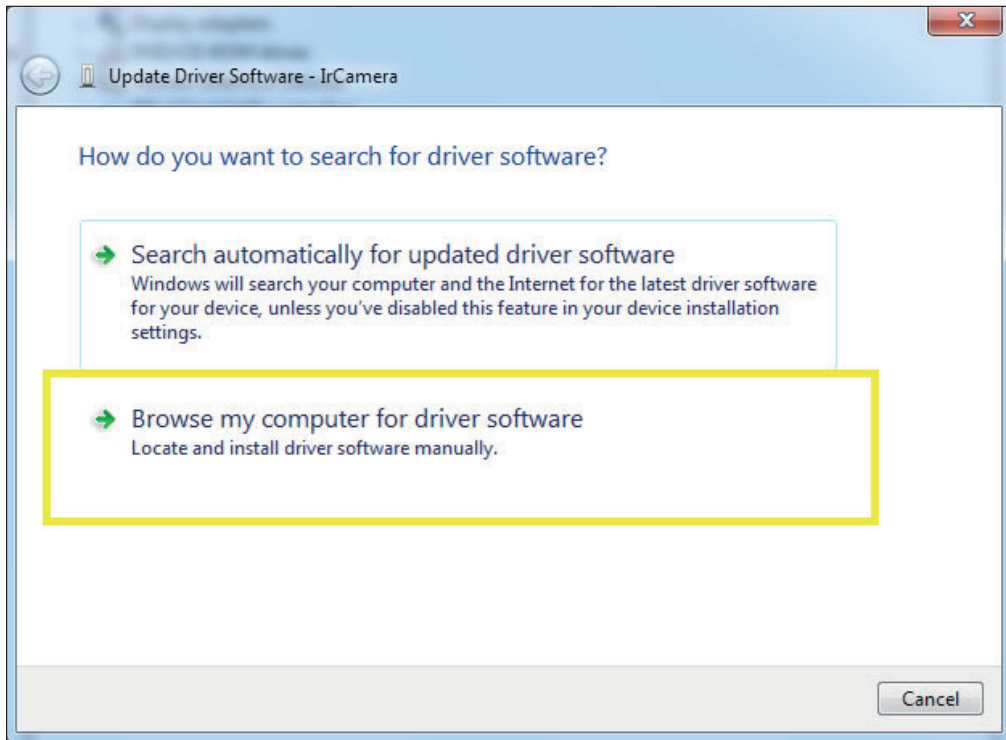 Update Driver Software - IrCamera
How do you want to search for driver software?
Search automatically for updated driver software
Windows will search your computer and the Internet for the latest driver software
for your device, unless you've disabled this feature in your device installation
settings.
Browse my computer for driver software
Locate and install driver software manually.
Cancel